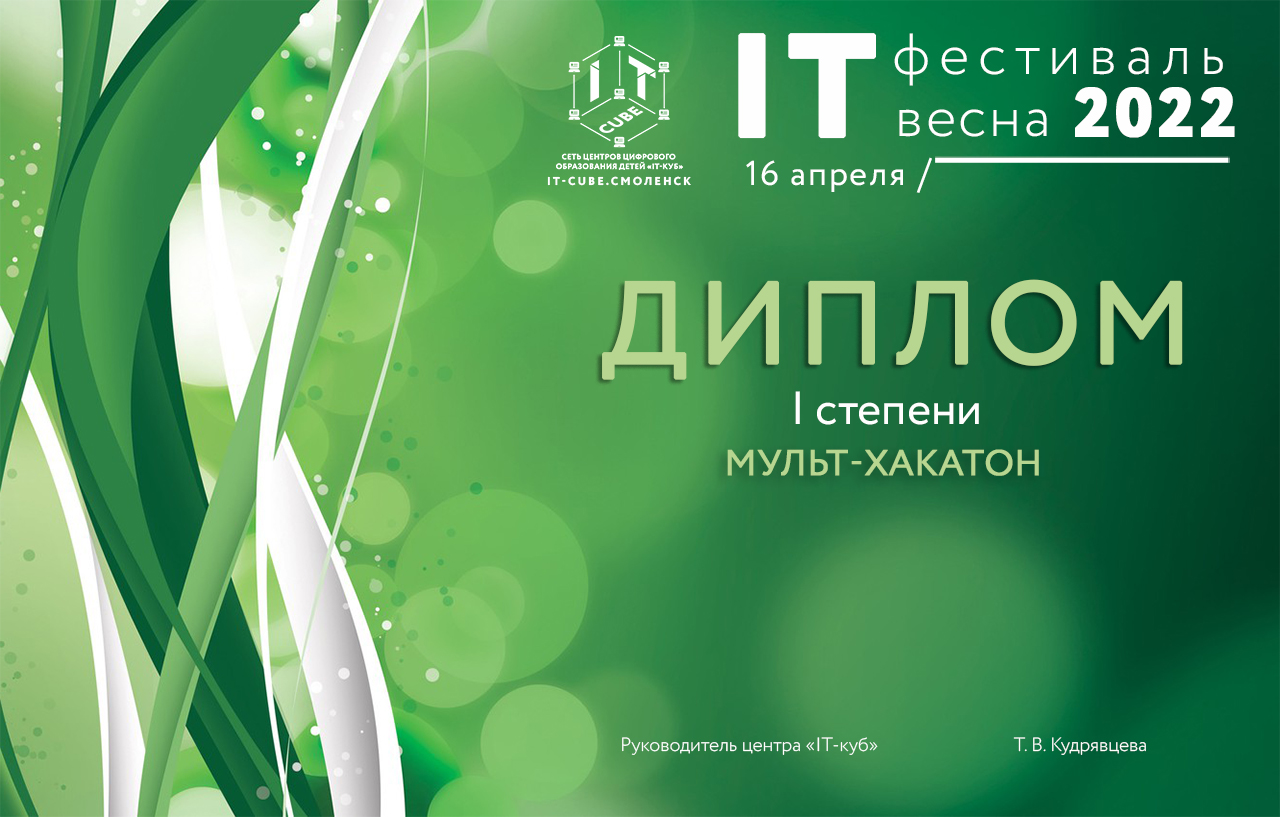 IT
CUBE
СЕТЬ ЦЕНТРОВ ЦИФРОВОГО
ОБРАЗОВАНИЯ ДЕТЕЙ «IT-КУБ»
IT-CUBE.СМОЛЕНСК
IT фестиваль
весна 2022
16 апреля /
ДИПЛОМ
I степени
МУЛЬТ-ХАКАТОН
Руководитель центра «IT-куб» Т. В. Кудрявцева